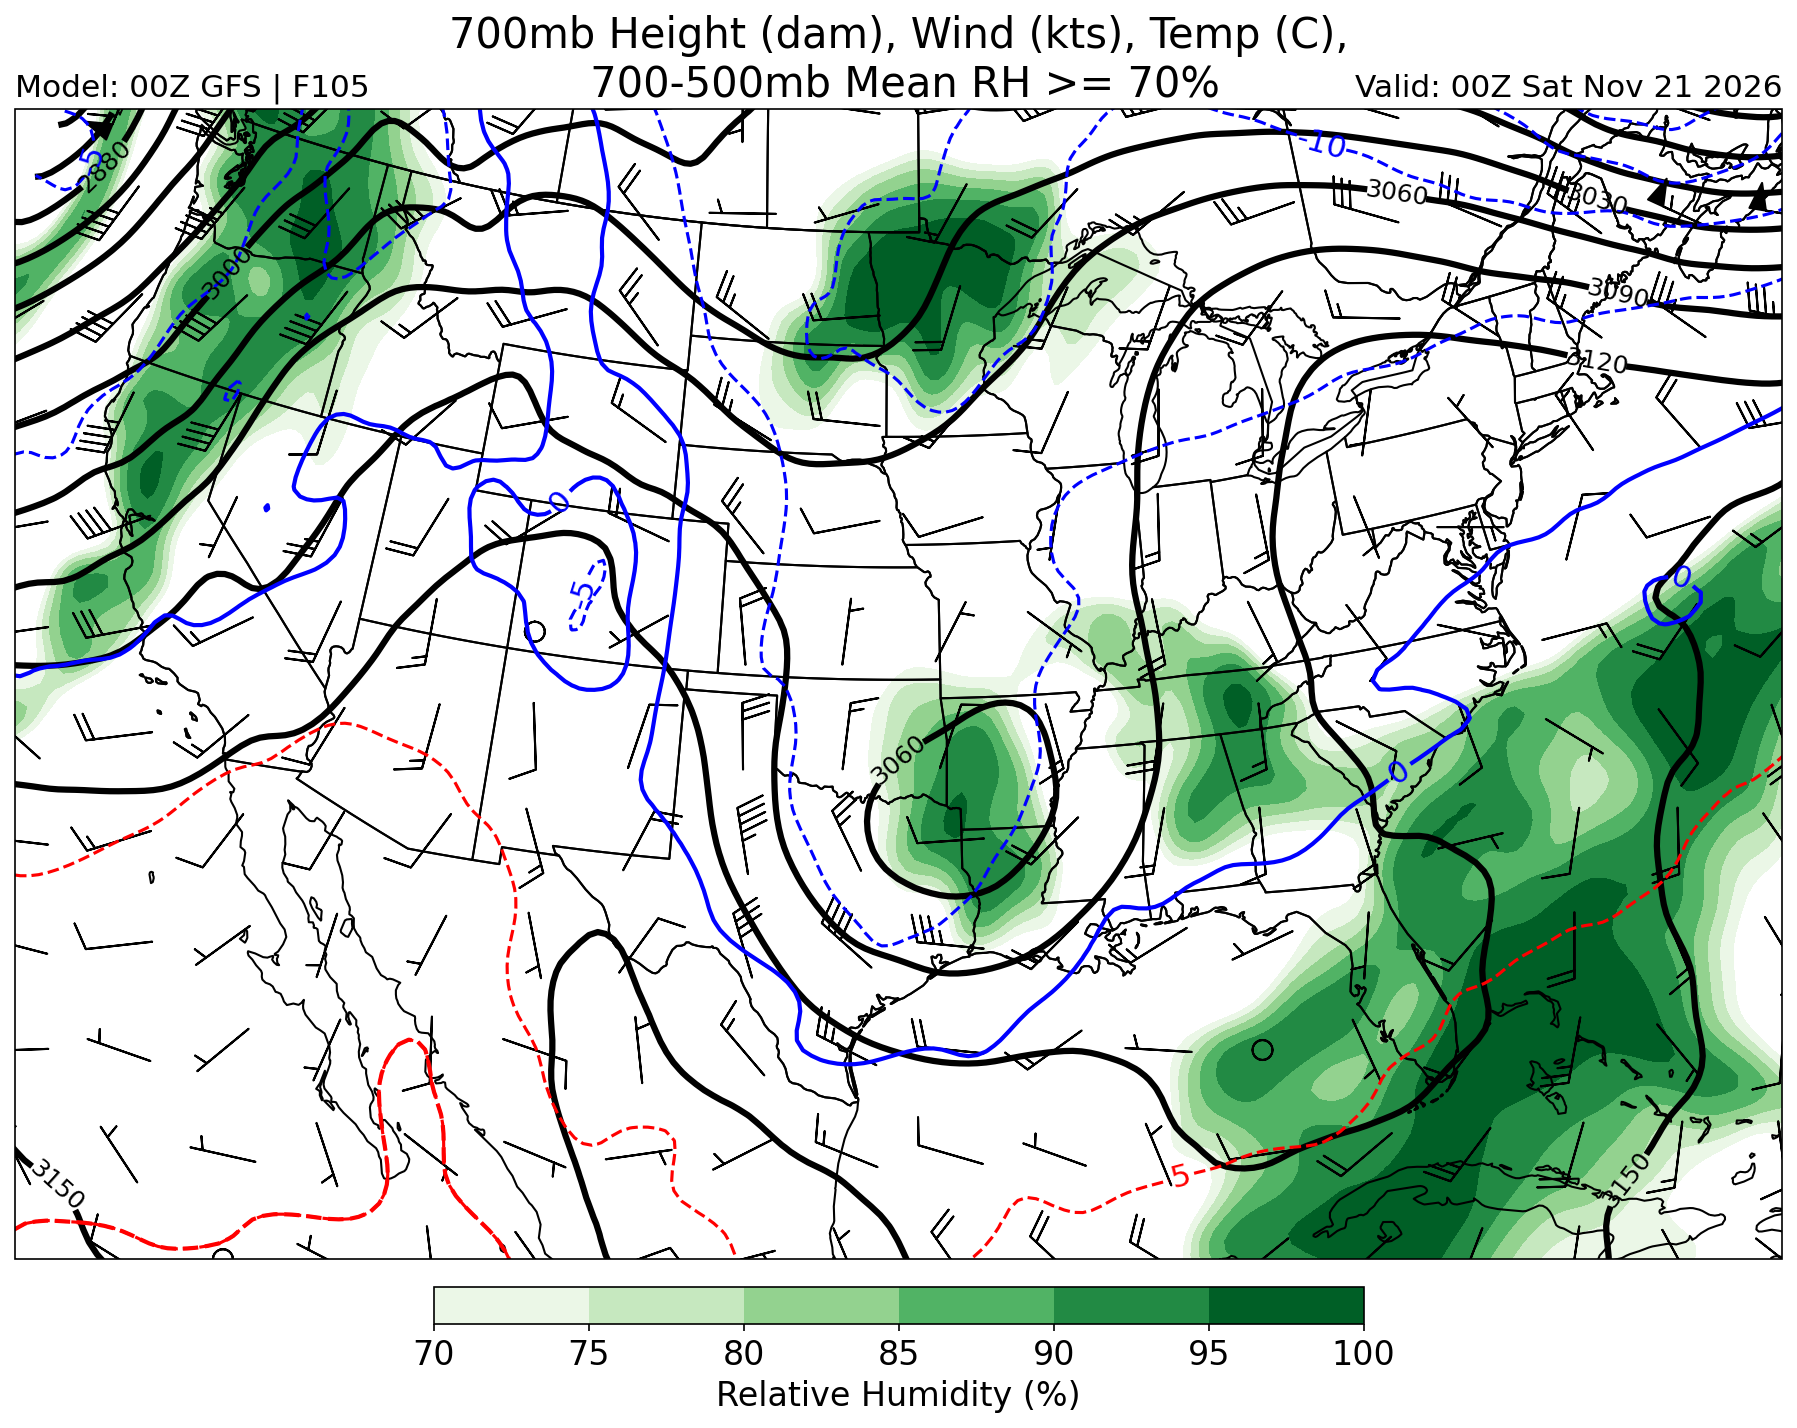 700mb Height (dam), Wind (kts), Temp (C),
700-500mb Mean RH >= 70%
Model: 00Z GFS | F105
Valid: 00Z Sat Nov 21 2026
-5
2880
-10
3060
3030
3000
3090
3120
0
-5
0
3060
0
5
3150
3150
70 75 80 85 90 95 100
Relative Humidity (%)